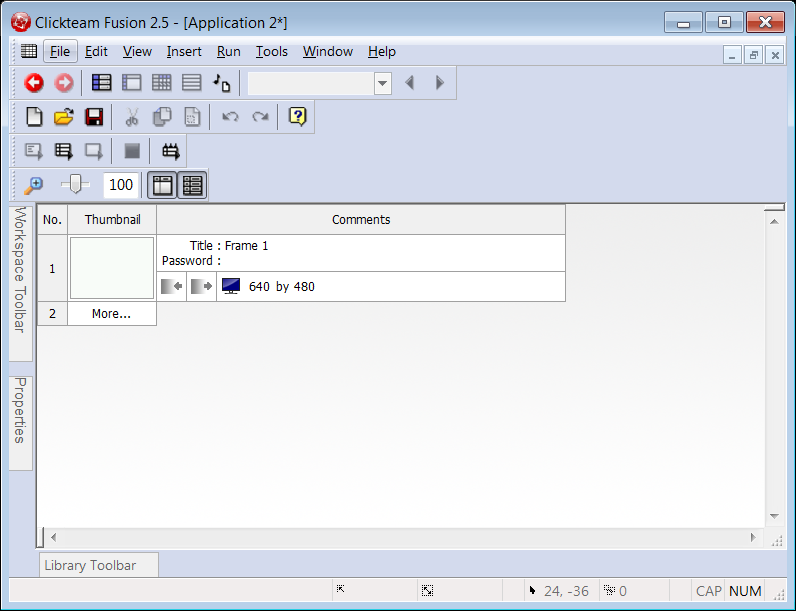 Clickteam Fusion 2.5 - [Application 2*]
File Edit View Insert Run Tools Window Help
100
Workspace Toolbar
Properties
No. Thumbnail Comments
1
Title : Frame 1
Password :
640 by 480
2 More...
Library Toolbar
24, -36 0 CAP NUM